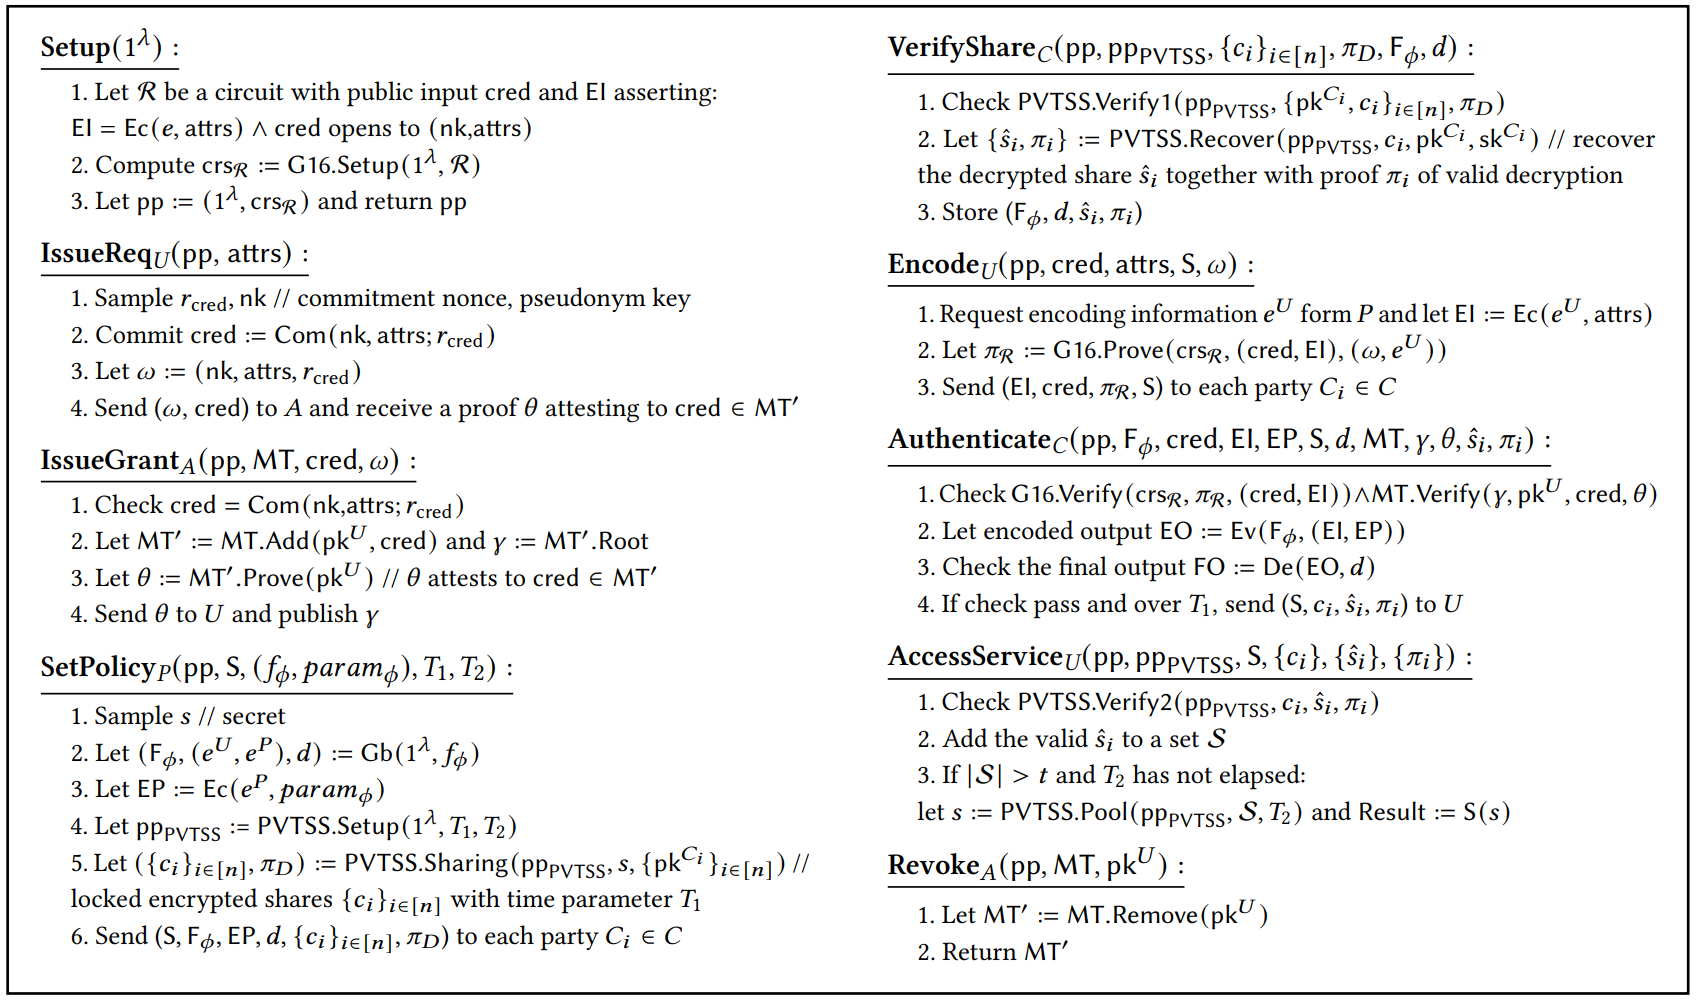 Setup(1^λ) :
1. Let ℛ be a circuit with public input cred and EI asserting:
EI = Ec(e, attrs) ∧ cred opens to (nk,attrs)
2. Compute crs_ℛ := G16.Setup(1^λ, ℛ)
3. Let pp := (1^λ, crs_ℛ) and return pp
IssueReq_U(pp, attrs) :
1. Sample r_cred, nk // commitment nonce, pseudonym key
2. Commit cred := Com(nk, attrs; r_cred)
3. Let ω := (nk, attrs, r_cred)
4. Send (ω, cred) to A and receive a proof θ attesting to cred ∈ MT′
IssueGrant_A(pp, MT, cred, ω) :
1. Check cred = Com(nk,attrs; r_cred)
2. Let MT′ := MT.Add(pk^U, cred) and γ := MT′.Root
3. Let θ := MT′.Prove(pk^U) // θ attests to cred ∈ MT′
4. Send θ to U and publish γ
SetPolicy_P(pp, S, (f_ϕ, param_ϕ), T_1, T_2) :
1. Sample s // secret
2. Let (F_ϕ, (e^U, e^P), d) := Gb(1^λ, f_ϕ)
3. Let EP := Ec(e^P, param_ϕ)
4. Let pp_PVTSS := PVTSS.Setup(1^λ, T_1, T_2)
5. Let ({c_i}_{i∈[n]}, π_D) := PVTSS.Sharing(pp_PVTSS, s, {pk^{C_i}}_{i∈[n]}) //
locked encrypted shares {c_i}_{i∈[n]} with time parameter T_1
6. Send (S, F_ϕ, EP, d, {c_i}_{i∈[n]}, π_D) to each party C_i ∈ C
VerifyShare_C(pp, pp_PVTSS, {c_i}_{i∈[n]}, π_D, F_ϕ, d) :
1. Check PVTSS.Verify1(pp_PVTSS, {pk^{C_i}, c_i}_{i∈[n]}, π_D)
2. Let {ŝ_i, π_i} := PVTSS.Recover(pp_PVTSS, c_i, pk^{C_i}, sk^{C_i}) // recover
the decrypted share ŝ_i together with proof π_i of valid decryption
3. Store (F_ϕ, d, ŝ_i, π_i)
Encode_U(pp, cred, attrs, S, ω) :
1. Request encoding information e^U form P and let EI := Ec(e^U, attrs)
2. Let π_ℛ := G16.Prove(crs_ℛ, (cred, EI), (ω, e^U))
3. Send (EI, cred, π_ℛ, S) to each party C_i ∈ C
Authenticate_C(pp, F_ϕ, cred, EI, EP, S, d, MT, γ, θ, ŝ_i, π_i) :
1. Check G16.Verify(crs_ℛ, π_ℛ, (cred, EI))∧MT.Verify(γ, pk^U, cred, θ)
2. Let encoded output EO := Ev(F_ϕ, (EI, EP))
3. Check the final output FO := De(EO, d)
4. If check pass and over T_1, send (S, c_i, ŝ_i, π_i) to U
AccessService_U(pp, pp_PVTSS, S, {c_i}, {ŝ_i}, {π_i}) :
1. Check PVTSS.Verify2(pp_PVTSS, c_i, ŝ_i, π_i)
2. Add the valid ŝ_i to a set 𝒮
3. If |𝒮| > t and T_2 has not elapsed:
let s := PVTSS.Pool(pp_PVTSS, 𝒮, T_2) and Result := S(s)
Revoke_A(pp, MT, pk^U) :
1. Let MT′ := MT.Remove(pk^U)
2. Return MT′